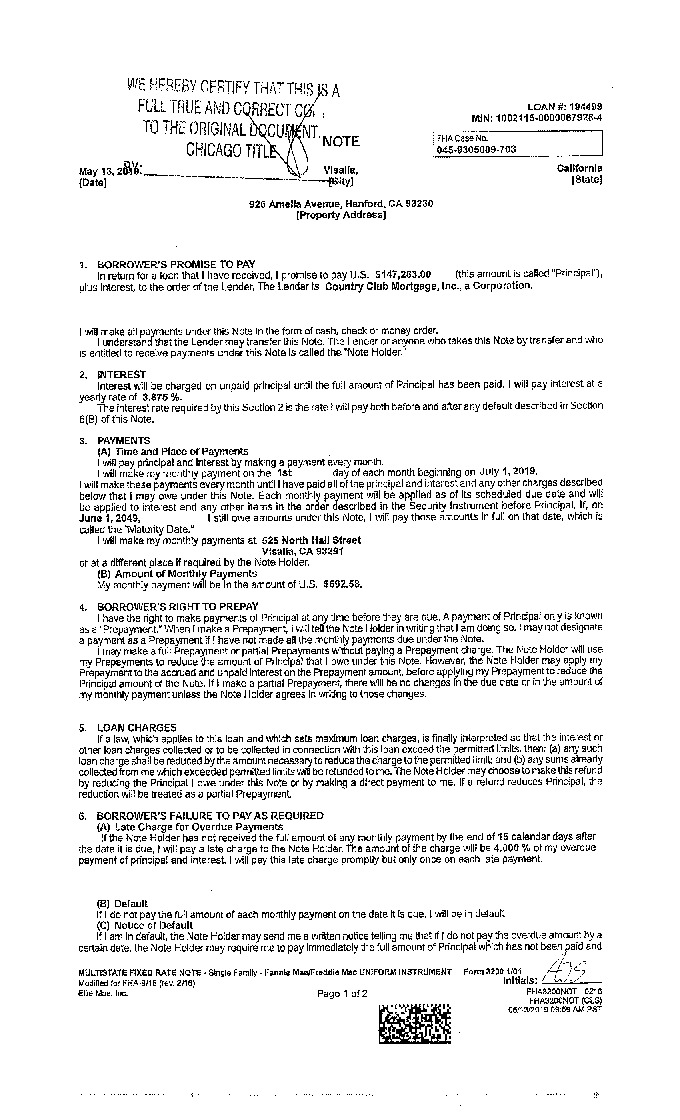 WE HEREBY CERTIFY THAT THIS IS A
FULL TRUE AND CORRECT
TO THE ORIGINAL DOCUMENT.
CHICAGO TITLE
BY:
NOTE
LOAN #: 194499
MIN: 1002115-0000067926-4
FHA Case No.
045-9305009-703
May 13, 2019.
[Date]
Visalia,
[City]
California
[State]
926 Amelia Avenue, Hanford, CA 93230
[Property Address]
1. BORROWER'S PROMISE TO PAY
In return for a loan that I have received, I promise to pay U.S. $147,283.00 (this amount is called "Principal"),
plus interest, to the order of the Lender. The Lender is Country Club Mortgage, Inc., a Corporation.
I will make all payments under this Note in the form of cash, check or money order.
I understand that the Lender may transfer this Note. The Lender or anyone who takes this Note by transfer and who
is entitled to receive payments under this Note is called the "Note Holder."
2. INTEREST
Interest will be charged on unpaid principal until the full amount of Principal has been paid. I will pay interest at a
yearly rate of 3.875 %.
The interest rate required by this Section 2 is the rate I will pay both before and after any default described in Section
6(B) of this Note.
3. PAYMENTS
(A) Time and Place of Payments
I will pay principal and interest by making a payment every month.
I will make my monthly payment on the 1st day of each month beginning on July 1, 2019.
I will make these payments every month until I have paid all of the principal and interest and any other charges described
below that I may owe under this Note. Each monthly payment will be applied as of its scheduled due date and will
be applied to interest and any other items in the order described in the Security Instrument before Principal. If, on
June 1, 2049, I still owe amounts under this Note, I will pay those amounts in full on that date, which is
called the "Maturity Date."
I will make my monthly payments at 525 North Hall Street
Visalia, CA 93291
or at a different place if required by the Note Holder.
(B) Amount of Monthly Payments
My monthly payment will be in the amount of U.S. $692.58.
4. BORROWER'S RIGHT TO PREPAY
I have the right to make payments of Principal at any time before they are due. A payment of Principal only is known
as a "Prepayment." When I make a Prepayment, I will tell the Note Holder in writing that I am doing so. I may not designate
a payment as a Prepayment if I have not made all the monthly payments due under the Note.
I may make a full Prepayment or partial Prepayments without paying a Prepayment charge. The Note Holder will use
my Prepayments to reduce the amount of Principal that I owe under this Note. However, the Note Holder may apply my
Prepayment to the accrued and unpaid interest on the Prepayment amount, before applying my Prepayment to reduce the
Principal amount of the Note. If I make a partial Prepayment, there will be no changes in the due date or in the amount of
my monthly payment unless the Note Holder agrees in writing to those changes.
5. LOAN CHARGES
If a law, which applies to this loan and which sets maximum loan charges, is finally interpreted so that the interest or
other loan charges collected or to be collected in connection with this loan exceed the permitted limits, then: (a) any such
loan charge shall be reduced by the amount necessary to reduce the charge to the permitted limit; and (b) any sums already
collected from me which exceeded permitted limits will be refunded to me. The Note Holder may choose to make this refund
by reducing the Principal I owe under this Note or by making a direct payment to me. If a refund reduces Principal, the
reduction will be treated as a partial Prepayment.
6. BORROWER'S FAILURE TO PAY AS REQUIRED
(A) Late Charge for Overdue Payments
If the Note Holder has not received the full amount of any monthly payment by the end of 15 calendar days after
the date it is due, I will pay a late charge to the Note Holder. The amount of the charge will be 4.000 % of my overdue
payment of principal and interest. I will pay this late charge promptly but only once on each late payment.
(B) Default
If I do not pay the full amount of each monthly payment on the date it is due, I will be in default.
(C) Notice of Default
If I am in default, the Note Holder may send me a written notice telling me that if I do not pay the overdue amount by a
certain date, the Note Holder may require me to pay immediately the full amount of Principal which has not been paid and
MULTISTATE FIXED RATE NOTE - Single Family - Fannie Mae/Freddie Mac UNIFORM INSTRUMENT Form 3200 1/01
Modified for FHA 9/15 (rev. 2/16)
Ellie Mae, Inc.
Page 1 of 2
Initials:
FHA3200NOT 0216
FHA3200NOT (CLS)
05/13/2019 09:59 AM PST